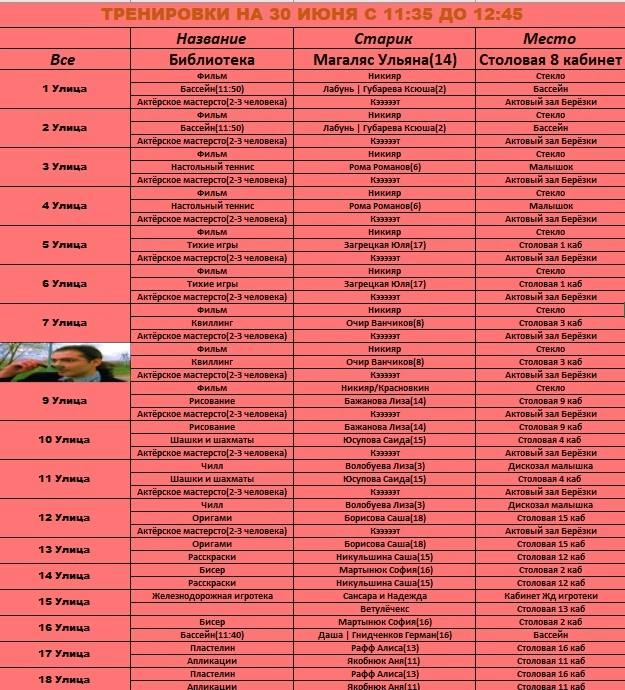 ТРЕНИРОВКИ НА 30 ИЮНЯ С 11:35 ДО 12:45
Название Старик Место
Все Библиотека Магаляс Ульяна(14) Столовая 8 кабинет
Фильм Никияр Стекло
1 Улица Бассейн(11:50) Лабунь | Губарева Ксюша(2) Бассейн
Актёрское мастерсто(2-3 человека) Кэээээт Актовый зал Берёзки
Фильм Никияр Стекло
2 Улица Бассейн(11:50) Лабунь | Губарева Ксюша(2) Бассейн
Актёрское мастерсто(2-3 человека) Кэээээт Актовый зал Берёзки
Фильм Никияр Стекло
3 Улица Настольный теннис Рома Романов(6) Малышок
Актёрское мастерсто(2-3 человека) Кэээээт Актовый зал Берёзки
Фильм Никияр Стекло
4 Улица Настольный теннис Рома Романов(6) Малышок
Актёрское мастерсто(2-3 человека) Кэээээт Актовый зал Берёзки
Фильм Никияр Стекло
5 Улица Тихие игры Загрецкая Юля(17) Столовая 1 каб
Актёрское мастерсто(2-3 человека) Кэээээт Актовый зал Берёзки
Фильм Никияр Стекло
6 Улица Тихие игры Загрецкая Юля(17) Столовая 1 каб
Актёрское мастерсто(2-3 человека) Кэээээт Актовый зал Берёзки
Фильм Никияр Стекло
7 Улица Квиллинг Очир Ванчиков(8) Столовая 3 каб
Актёрское мастерсто(2-3 человека) Кэээээт Актовый зал Берёзки
Фильм Никияр Стекло
Квиллинг Очир Ванчиков(8) Столовая 3 каб
Актёрское мастерсто(2-3 человека) Кэээээт Актовый зал Берёзки
Фильм Никияр/Красновкин Стекло
9 Улица Рисование Бажанова Лиза(14) Столовая 9 каб
Актёрское мастерсто(2-3 человека) Кэээээт Актовый зал Берёзки
Рисование Бажанова Лиза(14) Столовая 9 каб
10 Улица Шашки и шахматы Юсупова Саида(15) Столовая 4 каб
Актёрское мастерсто(2-3 человека) Кэээээт Актовый зал Берёзки
Чилл Волобуева Лиза(3) Дискозал малышка
11 Улица Шашки и шахматы Юсупова Саида(15) Столовая 4 каб
Актёрское мастерсто(2-3 человека) Кэээээт Актовый зал Берёзки
Чилл Волобуева Лиза(3) Дискозал малышка
12 Улица Оригами Борисова Саша(18) Столовая 15 каб
Актёрское мастерсто(2-3 человека) Кэээээт Актовый зал Берёзки
13 Улица Оригами Борисова Саша(18) Столовая 15 каб
Расскраски Никульшина Саша(15) Столовая 12 каб
14 Улица Бисер Мартынюк София(16) Столовая 2 каб
Расскраски Никульшина Саша(15) Столовая 12 каб
15 Улица Железнодорожная игротека Сансара и Надежда Кабинет Жд игротеки
Ветулёчекс Столовая 13 каб
16 Улица Бисер Мартынюк София(16) Столовая 2 каб
Бассейн(11:40) Даша | Гнидченков Герман(16) Бассейн
17 Улица Пластелин Рафф Алиса(13) Столовая 16 каб
Апликации Якобнюк Аня(11) Столовая 11 каб
18 Улица Пластелин Рафф Алиса(13) Столовая 16 каб
Апликации Якобнюк Аня(11) Столовая 11 каб